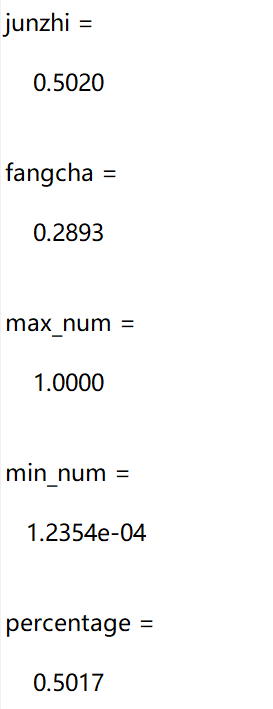 junzhi =
0.5020
fangcha =
0.2893
max_num =
1.0000
min_num =
1.2354e-04
percentage =
0.5017